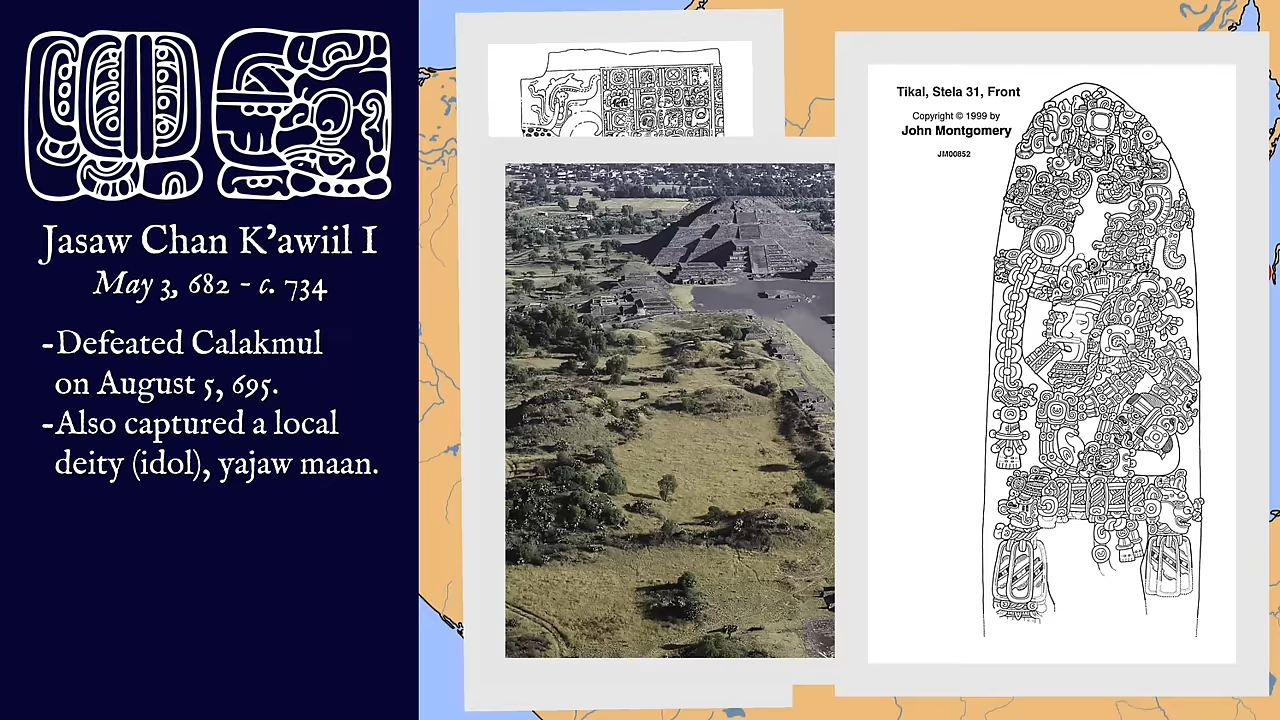 Jasaw Chan K'awiil I
May 3, 682 - c. 734
-Defeated Calakmul
on August 5, 695.
-Also captured a local
deity (idol), yajaw maan.
Tikal, Stela 31, Front
Copyright © 1999 by
John Montgomery
JM00852